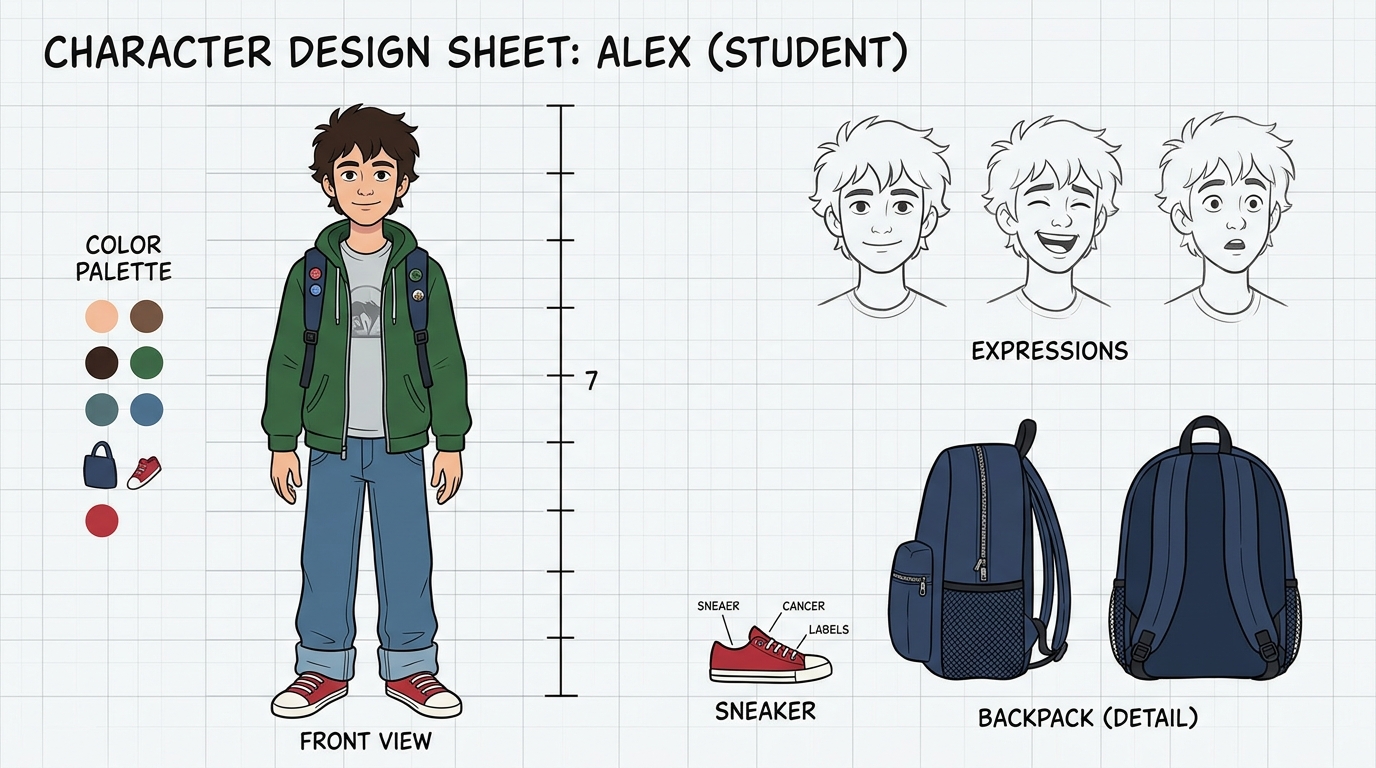 CHARACTER DESIGN SHEET: ALEX (STUDENT)
COLOR
PALETTE
7
FRONT VIEW
EXPRESSIONS
SNEAER
CANCER
LABELS
SNEAKER
BACKPACK (DETAIL)